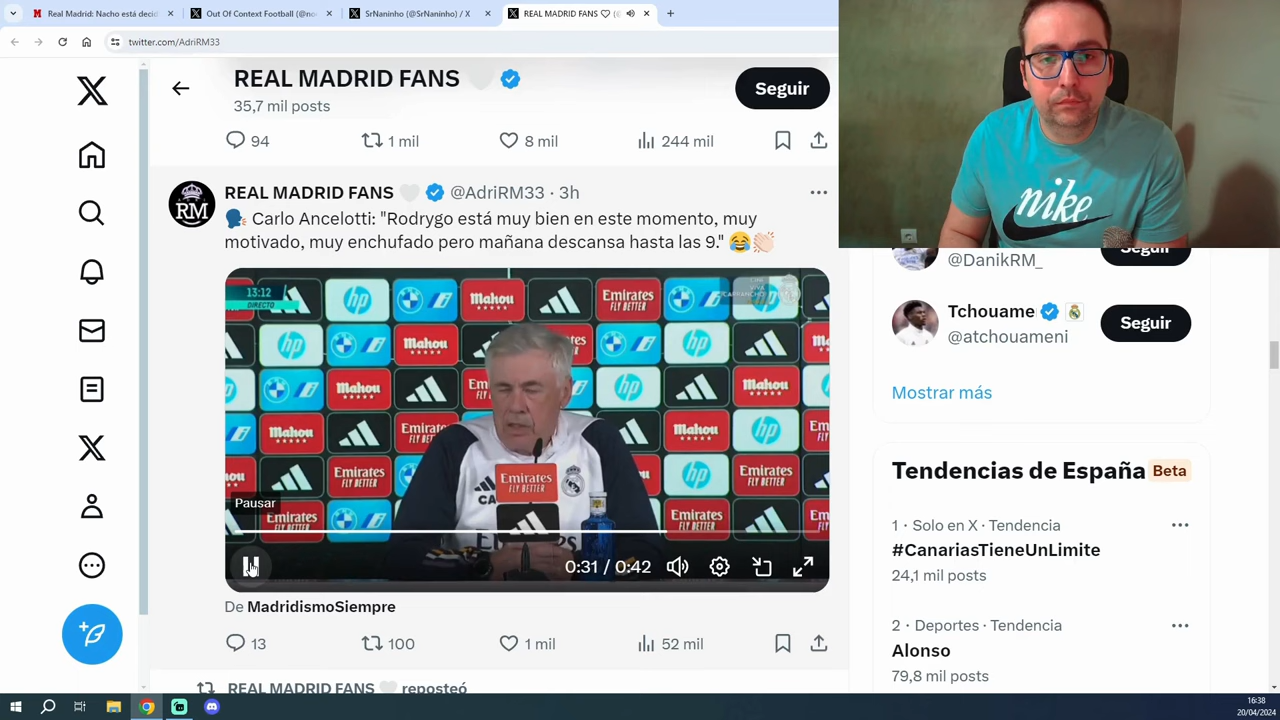 Real Madrid: Nacho está decid
Out Of Context Football (@no
SrNaninho (@SrNaninho) / X
REAL MADRID FANS
twitter.com/AdriRM33
REAL MADRID FANS
35,7 mil posts
Seguir
94
1 mil
8 mil
244 mil
REAL MADRID FANS @AdriRM33 · 3h
RM
Carlo Ancelotti: "Rodrygo está muy bien en este momento, muy
motivado, muy enchufado pero mañana descansa hasta las 9."
13:12
DIRECTO
hp
Mahou
Emirates
FLY BETTER
Emirates
FLY BETTER
Pausar
0:31 / 0:42
De MadridismoSiempre
13
100
1 mil
52 mil
REAL MADRID FANS reposteó
nike
@DanikRM_
Seguir
Tchouame
@atchouameni
Seguir
Mostrar más
Tendencias de España Beta
1 · Solo en X · Tendencia
#CanariasTieneUnLimite
24,1 mil posts
2 · Deportes · Tendencia
Alonso
79,8 mil posts
16:38
20/04/2024